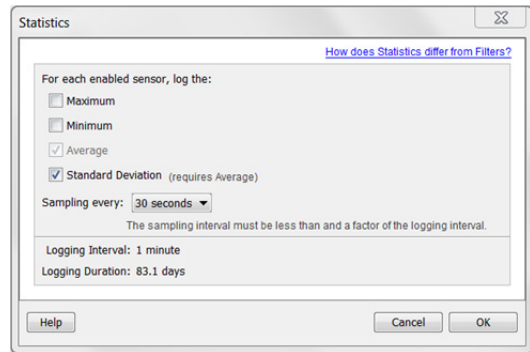 Statistics
How does Statistics differ from Filters?
For each enabled sensor, log the:
Maximum
Minimum
Average
Standard Deviation (requires Average)
Sampling every: 30 seconds
The sampling interval must be less than and a factor of the logging interval.
Logging Interval: 1 minute
Logging Duration: 83.1 days
Help Cancel OK